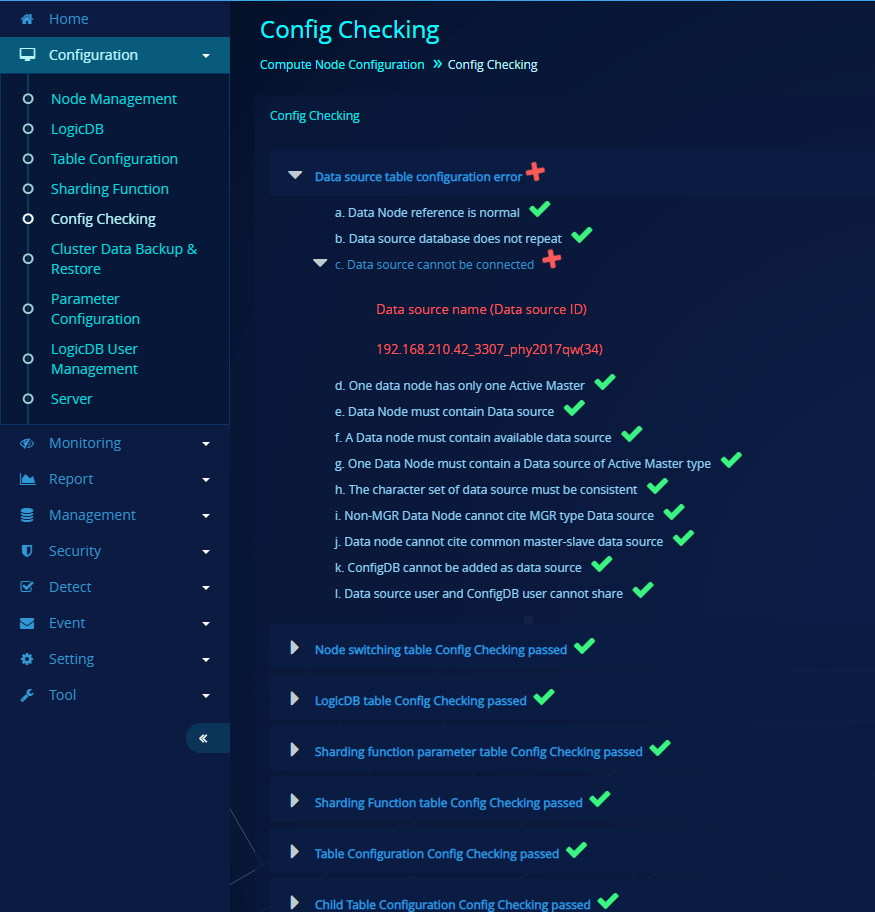 Home
Configuration
Node Management
LogicDB
Table Configuration
Sharding Function
Config Checking
Cluster Data Backup &
Restore
Parameter
Configuration
LogicDB User
Management
Server
Monitoring
Report
Management
Security
Detect
Event
Setting
Tool
Config Checking
Compute Node Configuration » Config Checking
Config Checking
Data source table configuration error
a. Data Node reference is normal
b. Data source database does not repeat
c. Data source cannot be connected
Data source name (Data source ID)
192.168.210.42_3307_phy2017qw(34)
d. One data node has only one Active Master
e. Data Node must contain Data source
f. A Data node must contain available data source
g. One Data Node must contain a Data source of Active Master type
h. The character set of data source must be consistent
i. Non-MGR Data Node cannot cite MGR type Data source
j. Data node cannot cite common master-slave data source
k. ConfigDB cannot be added as data source
l. Data source user and ConfigDB user cannot share
Node switching table Config Checking passed
LogicDB table Config Checking passed
Sharding function parameter table Config Checking passed
Sharding Function table Config Checking passed
Table Configuration Config Checking passed
Child Table Configuration Config Checking passed